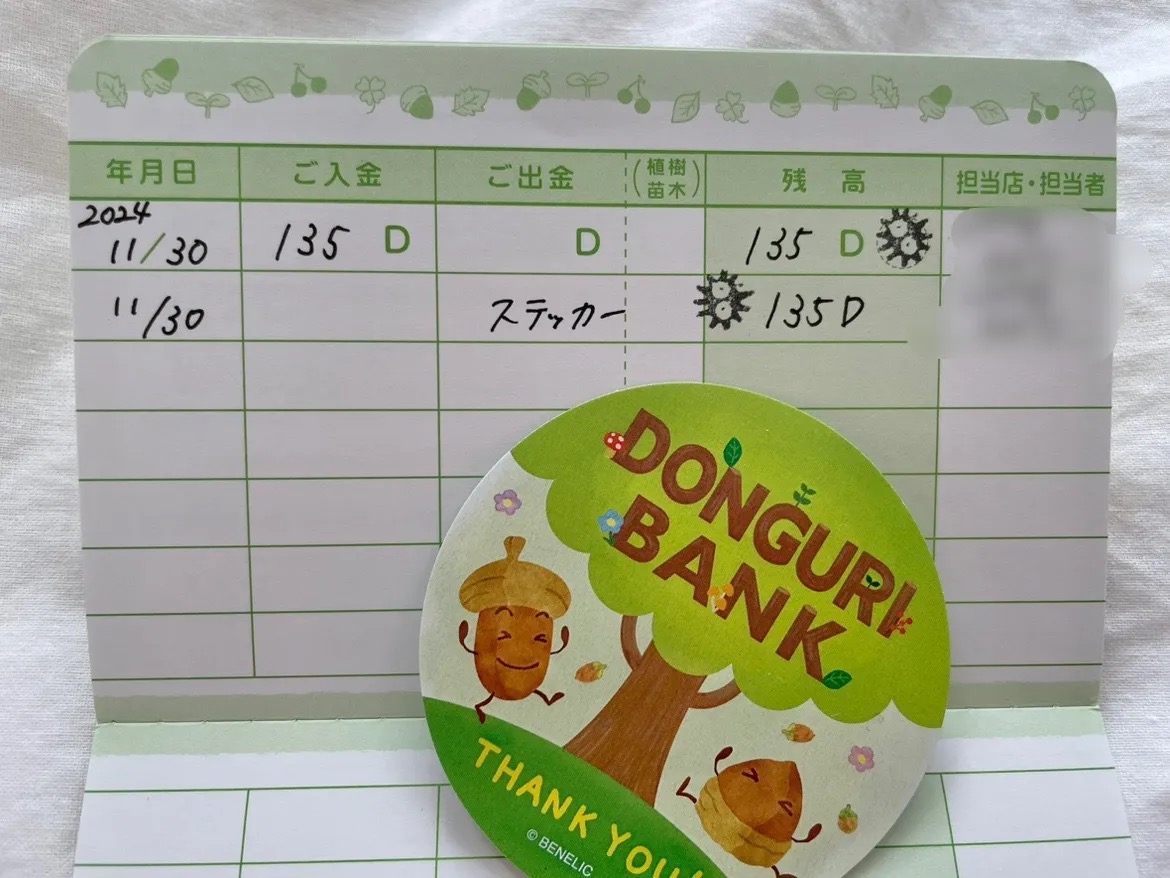 年月日 ご入金 ご出金 (植樹苗木) 残高 担当店・担当者
2024
11/30 135 D D 135 D
11/30 ステッカー 135D
DONGURI
BANK
THANK YOU!
© BENELIC